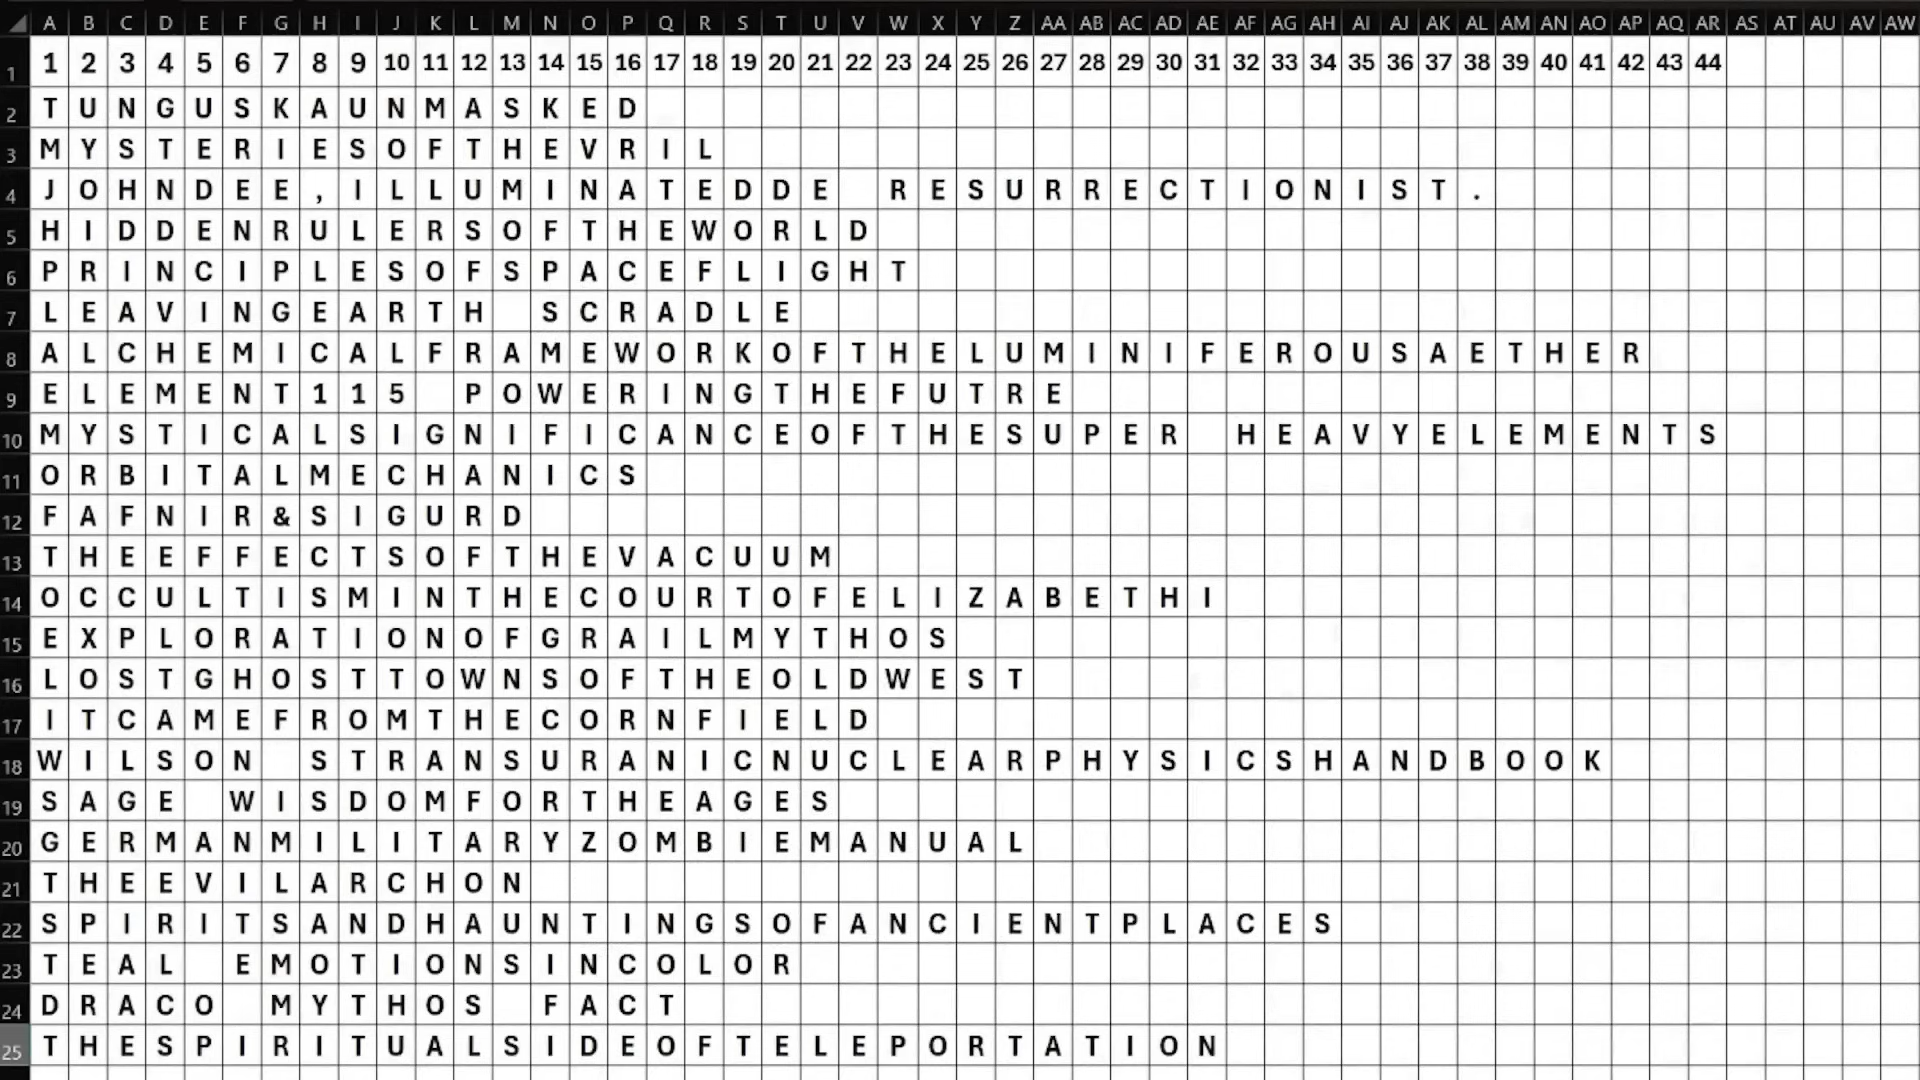 A B C D E F G H I J K L M N O P Q R S T U V W X Y Z AA AB AC AD AE AF AG AH AI AJ AK AL AM AN AO AP AQ AR AS AT AU AV AW
1 1 2 3 4 5 6 7 8 9 10 11 12 13 14 15 16 17 18 19 20 21 22 23 24 25 26 27 28 29 30 31 32 33 34 35 36 37 38 39 40 41 42 43 44
2 T U N G U S K A U N M A S K E D
3 M Y S T E R I E S O F T H E V R I L
4 J O H N D E E , I L L U M I N A T E D D E R E S U R R E C T I O N I S T .
5 H I D D E N R U L E R S O F T H E W O R L D
6 P R I N C I P L E S O F S P A C E F L I G H T
7 L E A V I N G E A R T H S C R A D L E
8 A L C H E M I C A L F R A M E W O R K O F T H E L U M I N I F E R O U S A E T H E R
9 E L E M E N T 1 1 5 P O W E R I N G T H E F U T R E
10 M Y S T I C A L S I G N I F I C A N C E O F T H E S U P E R H E A V Y E L E M E N T S
11 O R B I T A L M E C H A N I C S
12 F A F N I R & S I G U R D
13 T H E E F F E C T S O F T H E V A C U U M
14 O C C U L T I S M I N T H E C O U R T O F E L I Z A B E T H I
15 E X P L O R A T I O N O F G R A I L M Y T H O S
16 L O S T G H O S T T O W N S O F T H E O L D W E S T
17 I T C A M E F R O M T H E C O R N F I E L D
18 W I L S O N S T R A N S U R A N I C N U C L E A R P H Y S I C S H A N D B O O K
19 S A G E W I S D O M F O R T H E A G E S
20 G E R M A N M I L I T A R Y Z O M B I E M A N U A L
21 T H E E V I L A R C H O N
22 S P I R I T S A N D H A U N T I N G S O F A N C I E N T P L A C E S
23 T E A L E M O T I O N S I N C O L O R
24 D R A C O M Y T H O S F A C T
25 T H E S P I R I T U A L S I D E O F T E L E P O R T A T I O N